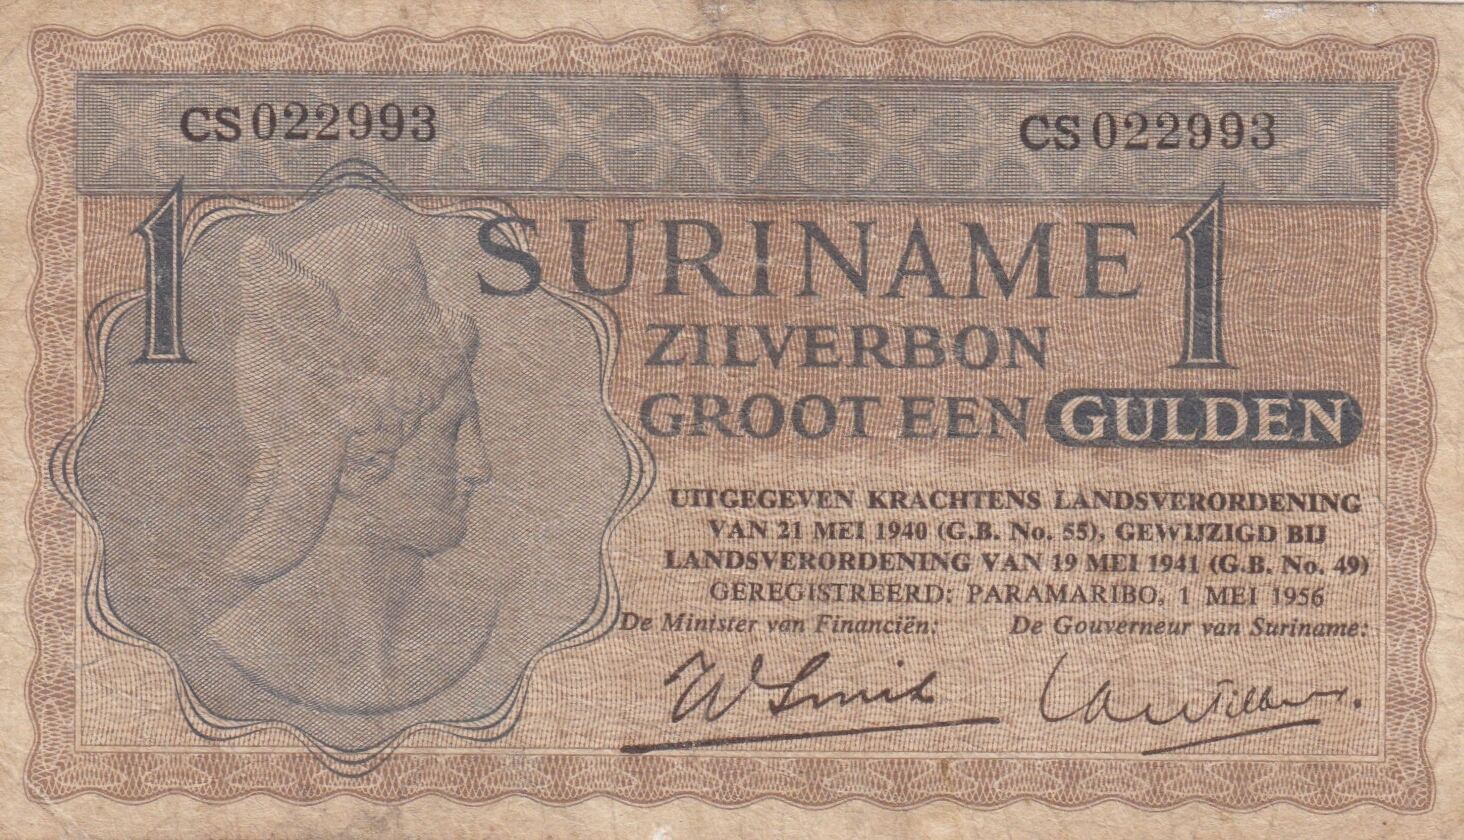 CS022993 CS022993
1 SURINAME 1
ZILVERBON
GROOT EEN GULDEN
UITGEGEVEN KRACHTENS LANDSVERORDENING
VAN 21 MEI 1940 (G.B. No. 55), GEWIJZIGD BIJ
LANDSVERORDENING VAN 19 MEI 1941 (G.B. No. 49)
GEREGISTREERD: PARAMARIBO, 1 MEI 1956
De Minister van Financiën: De Gouverneur van Suriname:
W Smit